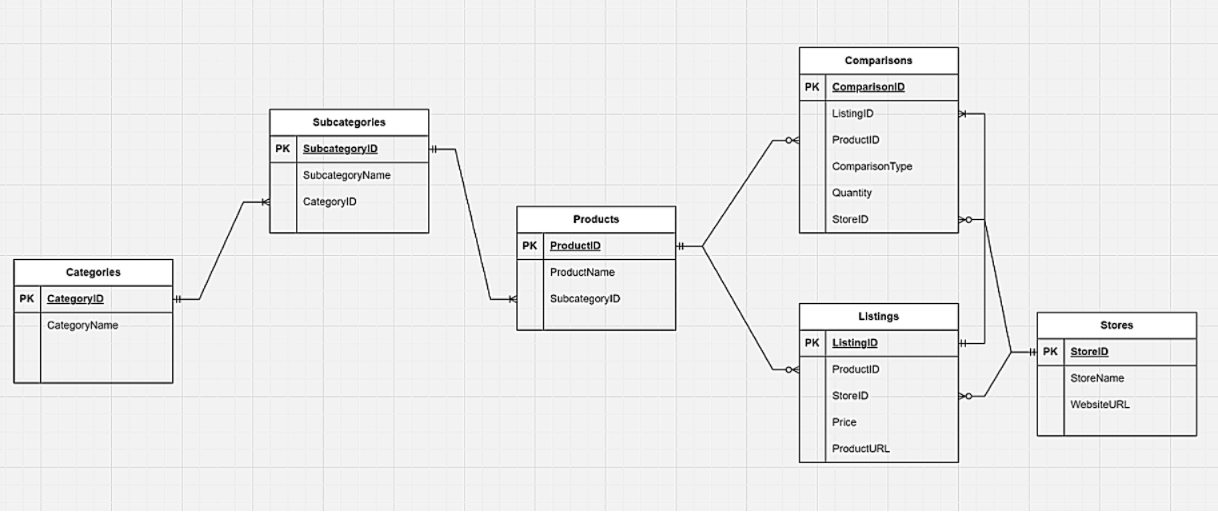 Comparisons
PK ComparisonID
ListingID
ProductID
ComparisonType
Quantity
StoreID
Subcategories
PK SubcategoryID
SubcategoryName
CategoryID
Products
PK ProductID
ProductName
SubcategoryID
Categories
PK CategoryID
CategoryName
Listings
PK ListingID
ProductID
StoreID
Price
ProductURL
Stores
PK StoreID
StoreName
WebsiteURL